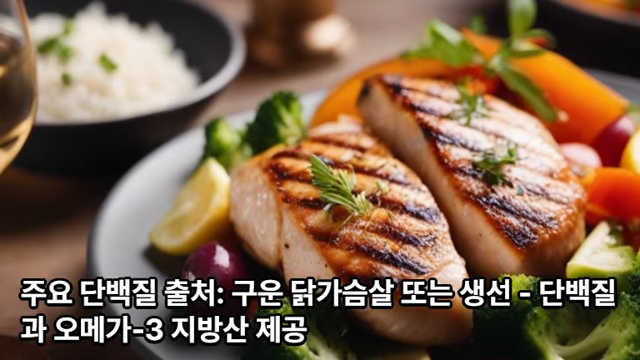 주요 단백질 출처: 구운 닭가슴살 또는 생선 - 단백질
과 오메가-3 지방산 제공